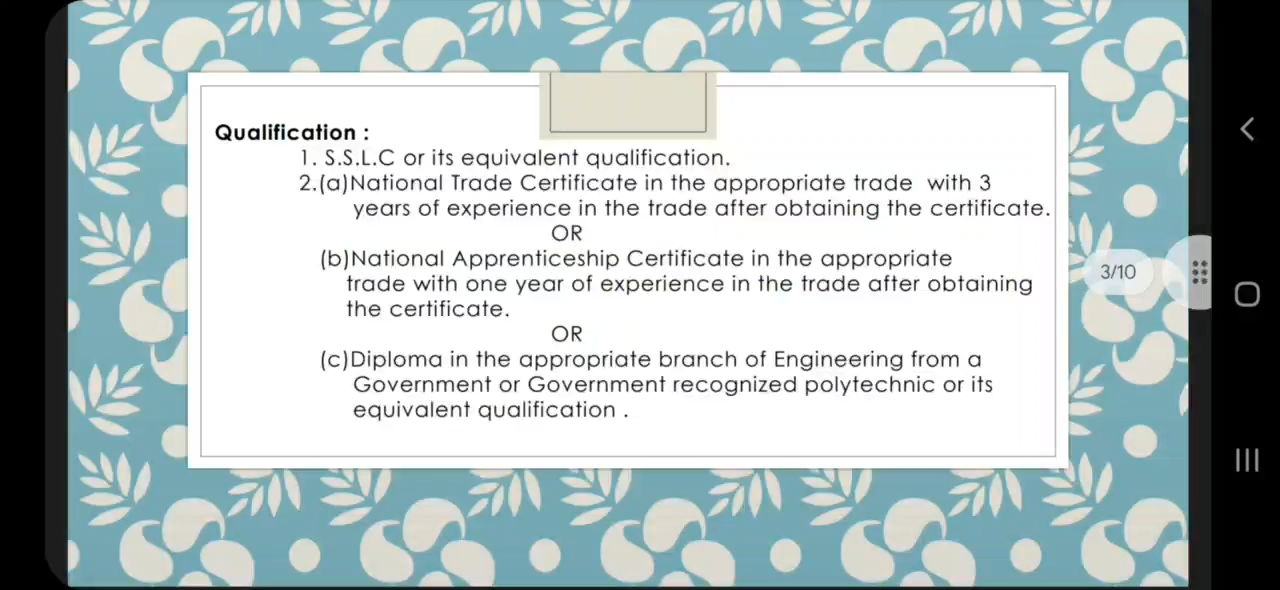 Qualification :
1. S.S.L.C or its equivalent qualification.
2.(a)National Trade Certificate in the appropriate trade with 3
years of experience in the trade after obtaining the certificate.
OR
(b)National Apprenticeship Certificate in the appropriate
trade with one year of experience in the trade after obtaining
the certificate.
OR
(c)Diploma in the appropriate branch of Engineering from a
Government or Government recognized polytechnic or its
equivalent qualification .
3/10